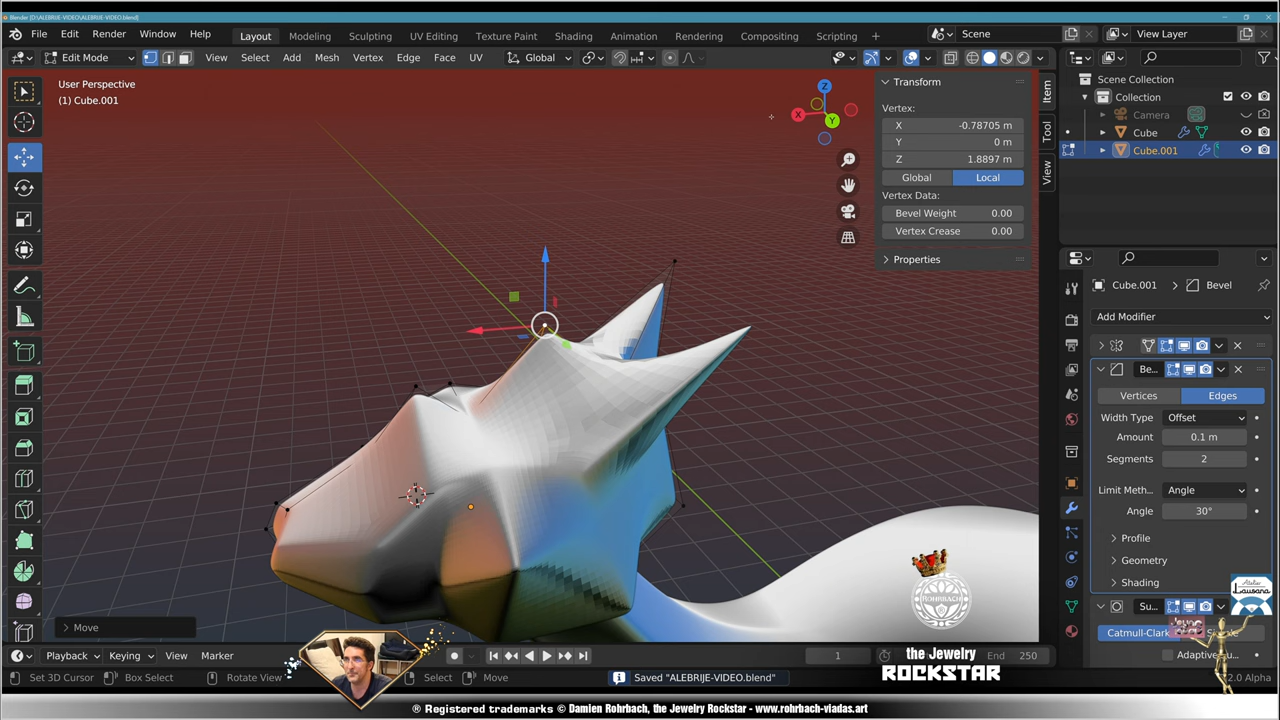 Blender [D:\ALEBRIJE-VIDEO\ALEBRIJE-VIDEO.blend]
File Edit Render Window Help Layout Modeling Sculpting UV Editing Texture Paint Shading Animation Rendering Compositing Scripting Scene View Layer
Edit Mode View Select Add Mesh Vertex Edge Face UV Global
User Perspective
(1) Cube.001
X
Y
Z
Transform
Vertex:
X -0.78705 m
Y 0 m
Z 1.8897 m
Global Local
Vertex Data:
Bevel Weight 0.00
Vertex Crease 0.00
Properties
Item
Tool
View
Scene Collection
Collection
Camera
Cube
Cube.001
Cube.001 Bevel
Add Modifier
Be...
Vertices Edges
Width Type Offset
Amount 0.1 m
Segments 2
Limit Meth... Angle
Angle 30°
Profile
Geometry
Shading
Su...
Catmull-Clark
Adaptive Su...
Atelier
Lausana
ROHRBACH
Move
Playback Keying View Marker
1
End 250
the Jewelry
ROCKSTAR
Set 3D Cursor Box Select Rotate View Select Move
Saved "ALEBRIJE-VIDEO.blend"
2.0 Alpha
® Registered trademarks © Damien Rohrbach, the Jewelry Rockstar - www.rohrbach-viadas.art